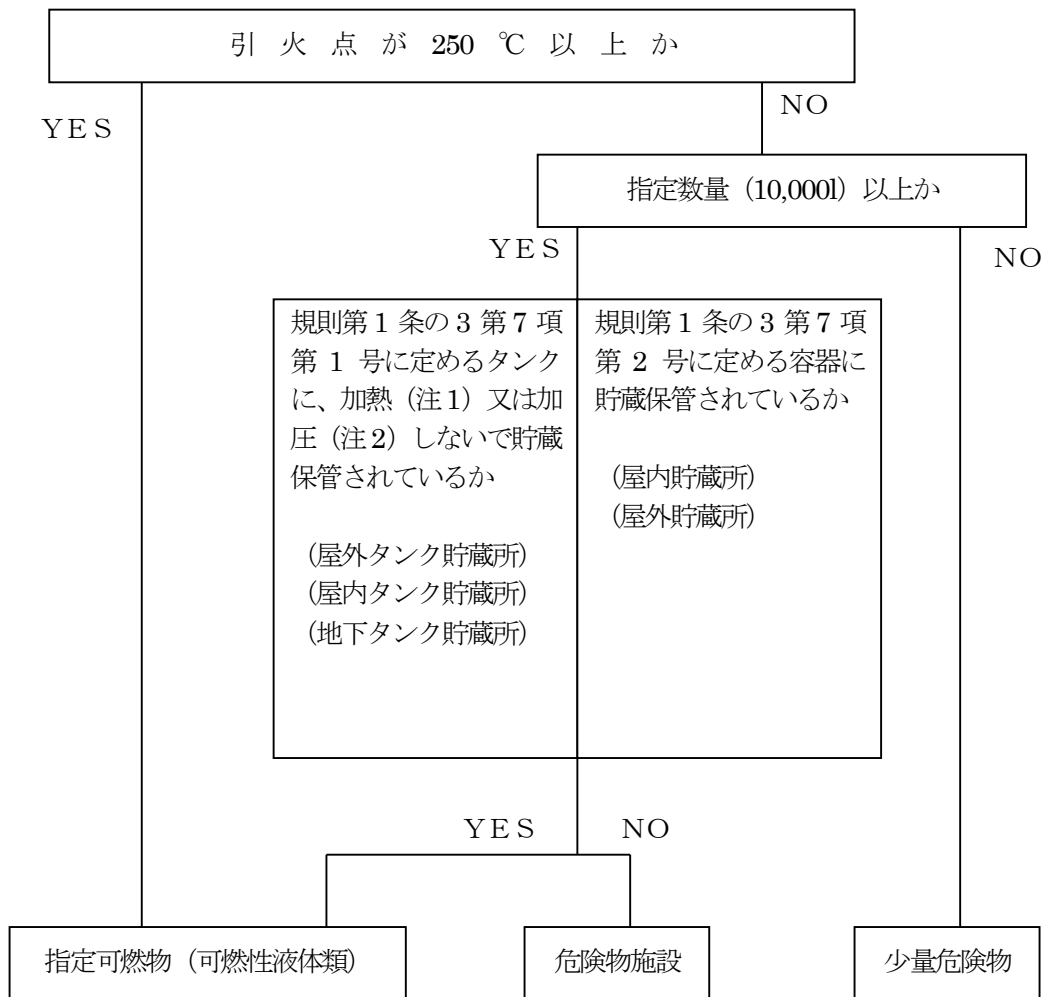 引火点が250℃以上か
YES
NO
指定数量（10,000l）以上か
YES
NO
規則第1条の3第7項
第1号に定めるタンク
に、加熱（注1）又は加
圧（注2）しないで貯蔵
保管されているか
（屋外タンク貯蔵所）
（屋内タンク貯蔵所）
（地下タンク貯蔵所）
規則第1条の3第7項
第2号に定める容器に
貯蔵保管されているか
（屋内貯蔵所）
（屋外貯蔵所）
YES
NO
指定可燃物（可燃性液体類）
危険物施設
少量危険物